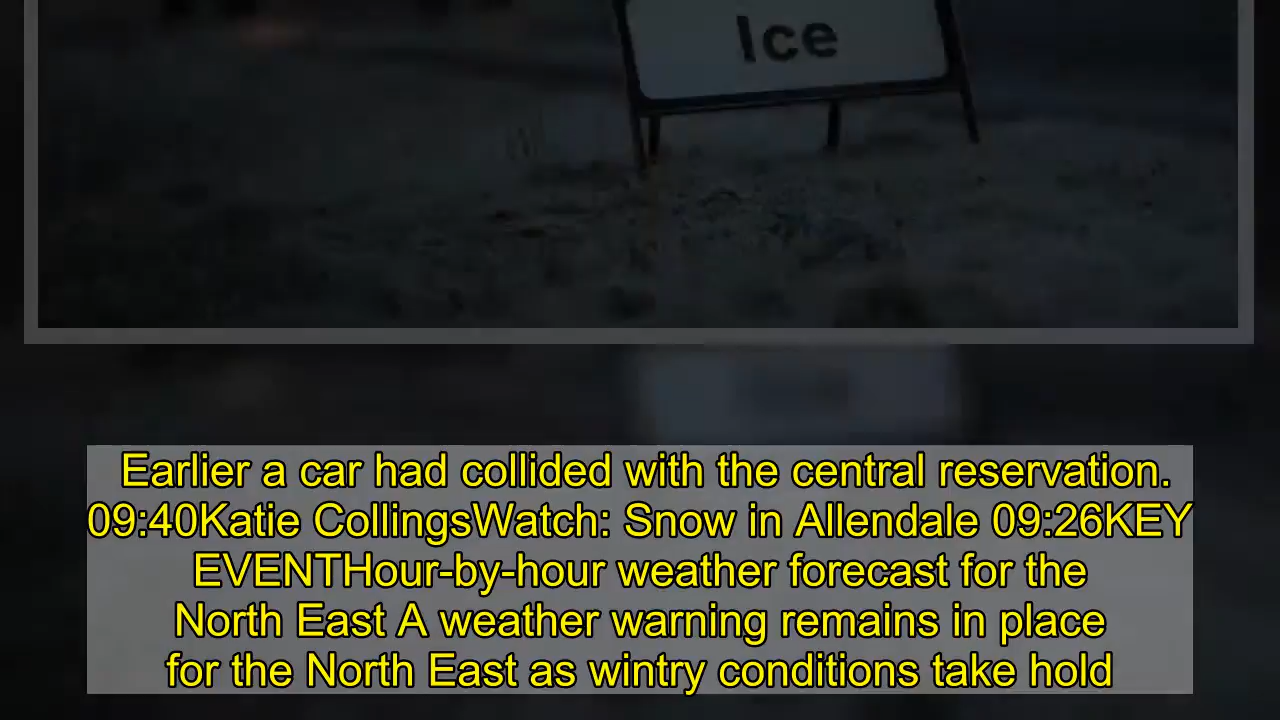 Ice
Earlier a car had collided with the central reservation.
09:40Katie CollingsWatch: Snow in Allendale 09:26KEY
EVENTHour-by-hour weather forecast for the
North East A weather warning remains in place
for the North East as wintry conditions take hold